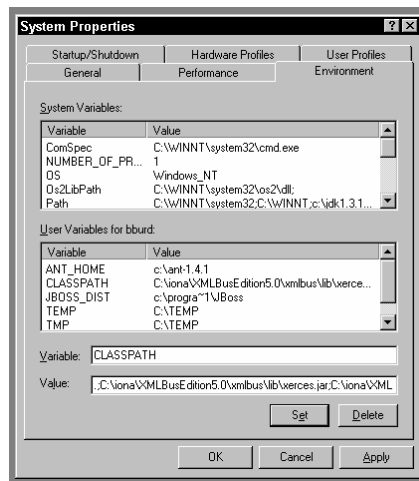 System Properties
Startup/Shutdown Hardware Profiles User Profiles
General Performance Environment
System Variables:
Variable Value
ComSpec C:\WINNT\system32\cmd.exe
NUMBER_OF_PR... 1
OS Windows_NT
Os2LibPath C:\WINNT\system32\os2\dll;
Path C:\WINNT\system32;C:\WINNT;c:\jdk1.3.1...
User Variables for bburd:
Variable Value
ANT_HOME c:\ant-1.4.1
CLASSPATH C:\iona\XMLBusEdition5.0\xmlbus\lib\xerce...
JBOSS_DIST c:\progra~1\JBoss
TEMP C:\TEMP
TMP C:\TEMP
Variable: CLASSPATH
Value: .;C:\iona\XMLBusEdition5.0\xmlbus\lib\xerces.jar;C:\iona\XML
Set Delete
OK Cancel Apply